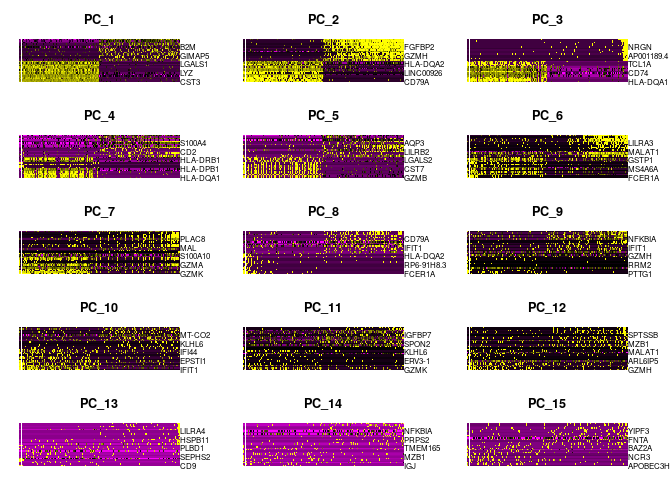 PC_1
B2M
GIMAP5
LGALS1
LYZ
CST3
PC_2
FGFBP2
GZMH
HLA-DQA2
LINC00926
CD79A
PC_3
NRGN
AP001189.4
TCL1A
CD74
HLA-DQA1
PC_4
S100A4
CD2
HLA-DRB1
HLA-DPB1
HLA-DQA1
PC_5
AQP3
LILRB2
LGALS2
CST7
GZMB
PC_6
LILRA3
MALAT1
GSTP1
MS4A6A
FCER1A
PC_7
PLAC8
MAL
S100A10
GZMA
GZMK
PC_8
CD79A
IFIT1
HLA-DQA2
RP6-91H8.3
FCER1A
PC_9
NFKBIA
IFIT1
GZMH
RRM2
PTTG1
PC_10
MT-CO2
KLHL6
IFI44
EPSTI1
IFIT1
PC_11
IGFBP7
SPON2
KLHL6
ERV3-1
GZMK
PC_12
SPTSSB
MZB1
MALAT1
ARL6IP5
GZMH
PC_13
LILRA4
HSPB11
PLBD1
SEPHS2
CD9
PC_14
NFKBIA
PRPS2
TMEM165
MZB1
IGJ
PC_15
YIPF3
FNTA
BAZ2A
NCR3
APOBEC3H